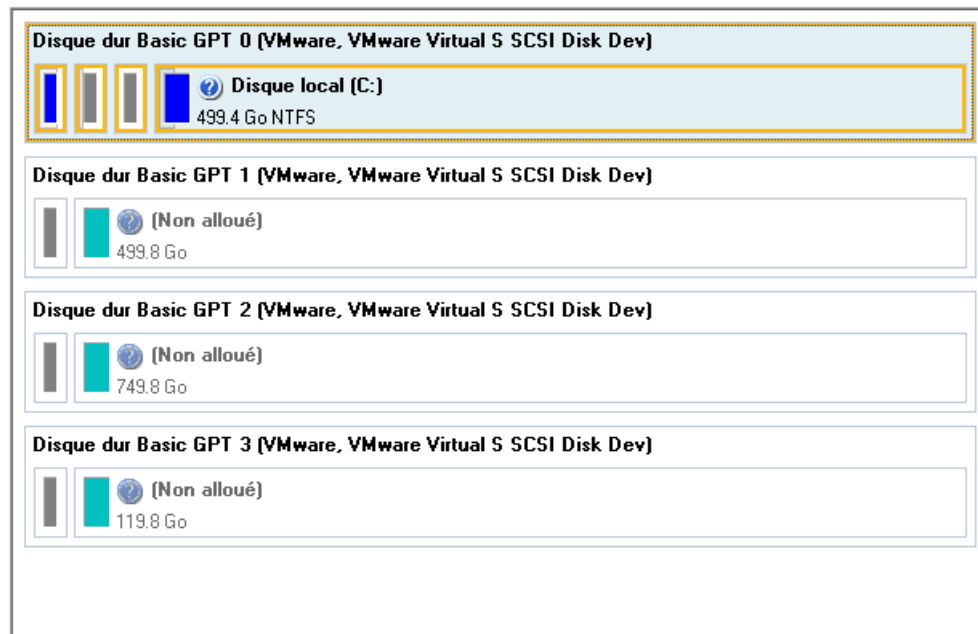 Disque dur Basic GPT 0 (VMware, VMware Virtual S SCSI Disk Dev)
Disque local (C:)
499.4 Go NTFS
Disque dur Basic GPT 1 (VMware, VMware Virtual S SCSI Disk Dev)
(Non alloué)
499.8 Go
Disque dur Basic GPT 2 (VMware, VMware Virtual S SCSI Disk Dev)
(Non alloué)
749.8 Go
Disque dur Basic GPT 3 (VMware, VMware Virtual S SCSI Disk Dev)
(Non alloué)
119.8 Go